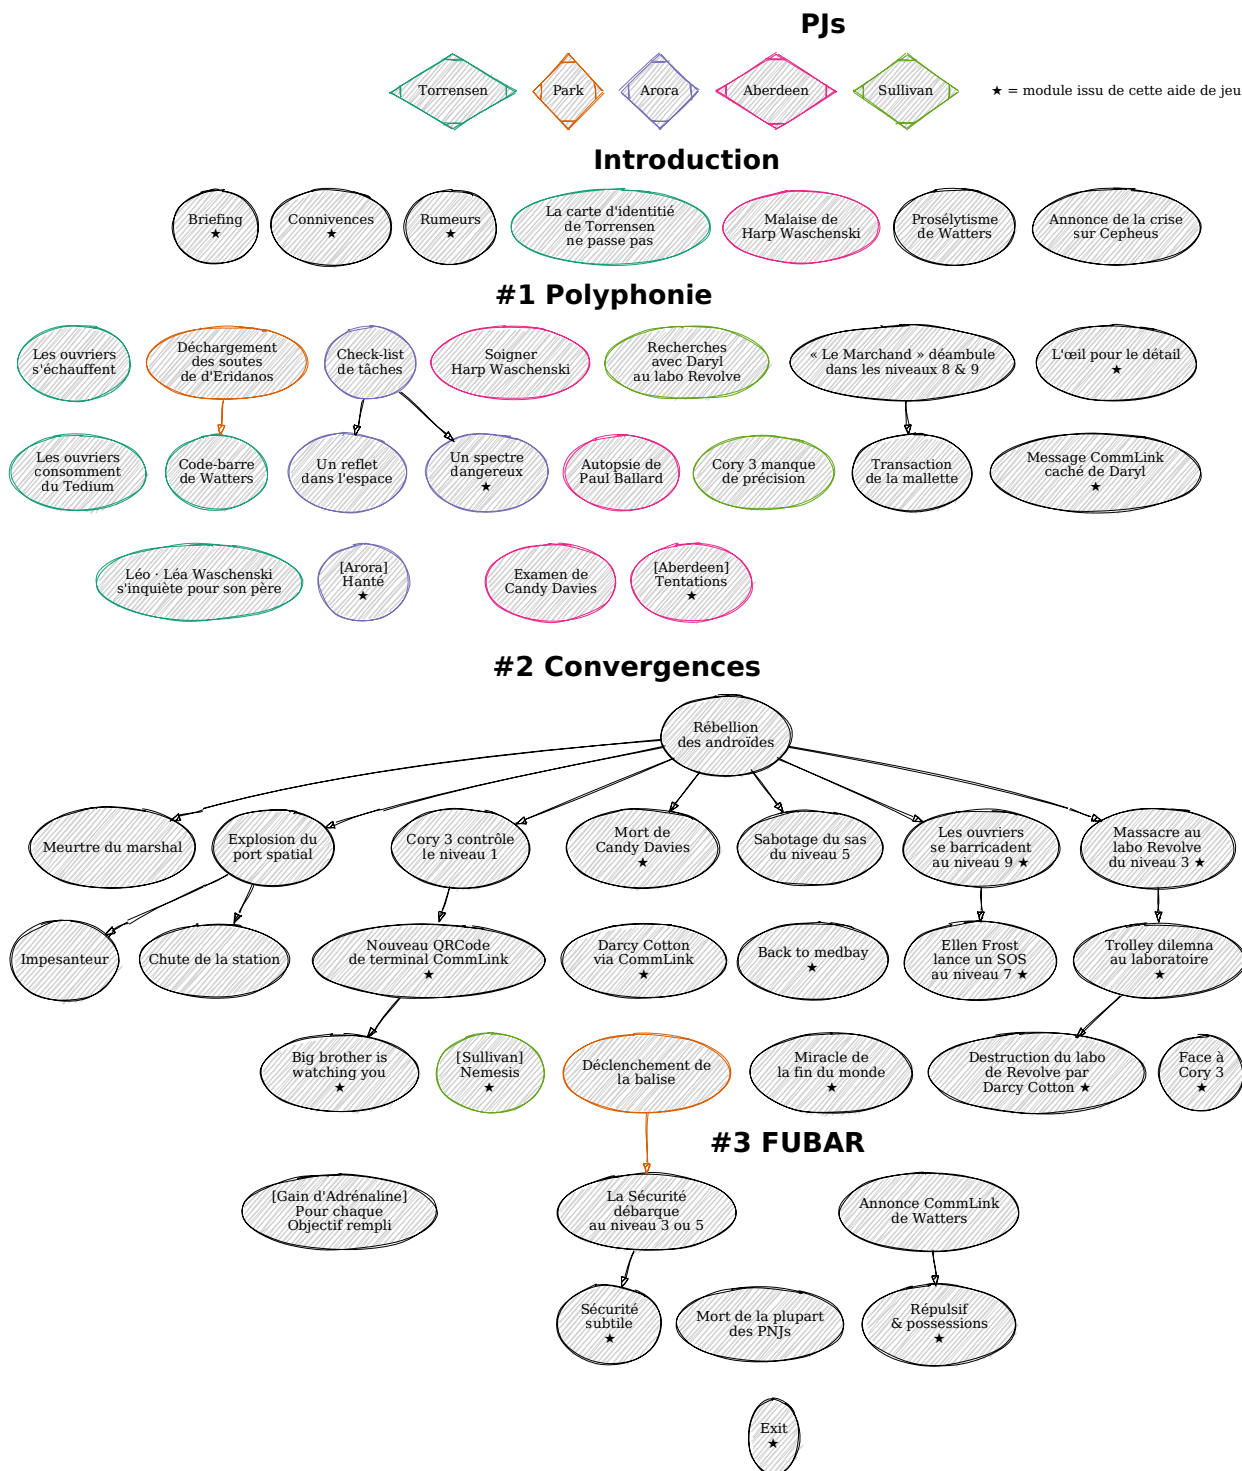 PJs
Torrensen
Park
Arora
Aberdeen
Sullivan
★ = module issu de cette aide de jeu
Introduction
Briefing
★
Connivences
★
Rumeurs
★
La carte d'identitié
de Torrensen
ne passe pas
Malaise de
Harp Waschenski
Prosélytisme
de Watters
Annonce de la crise
sur Cepheus
#1 Polyphonie
Les ouvriers
s'échauffent
Déchargement
des soutes
de d'Eridanos
Check-list
de tâches
Soigner
Harp Waschenski
Recherches
avec Daryl
au labo Revolve
« Le Marchand » déambule
dans les niveaux 8 & 9
L'œil pour le détail
★
Les ouvriers
consomment
du Tedium
Code-barre
de Watters
Un reflet
dans l'espace
Un spectre
dangereux
★
Autopsie de
Paul Ballard
Cory 3 manque
de précision
Transaction
de la mallette
Message CommLink
caché de Daryl
★
Léo · Léa Waschenski
s'inquiète pour son père
[Arora]
Hanté
★
Examen de
Candy Davies
[Aberdeen]
Tentations
★
#2 Convergences
Rébellion
des androïdes
Meurtre du marshal
Explosion du
port spatial
Cory 3 contrôle
le niveau 1
Mort de
Candy Davies
★
Sabotage du sas
du niveau 5
Les ouvriers
se barricadent
au niveau 9 ★
Massacre au
labo Revolve
du niveau 3 ★
Impesanteur
Chute de la station
Nouveau QRCode
de terminal CommLink
★
Darcy Cotton
via CommLink
★
Back to medbay
★
Ellen Frost
lance un SOS
au niveau 7 ★
Trolley dilemna
au laboratoire
★
Big brother is
watching you
★
[Sullivan]
Nemesis
★
Déclenchement de
la balise
Miracle de
la fin du monde
★
Destruction du labo
de Revolve par
Darcy Cotton ★
Face à
Cory 3
★
#3 FUBAR
[Gain d'Adrénaline]
Pour chaque
Objectif rempli
La Sécurité
débarque
au niveau 3 ou 5
Annonce CommLink
de Watters
Sécurité
subtile
★
Mort de la plupart
des PNJs
Répulsif
& possessions
★
Exit
★